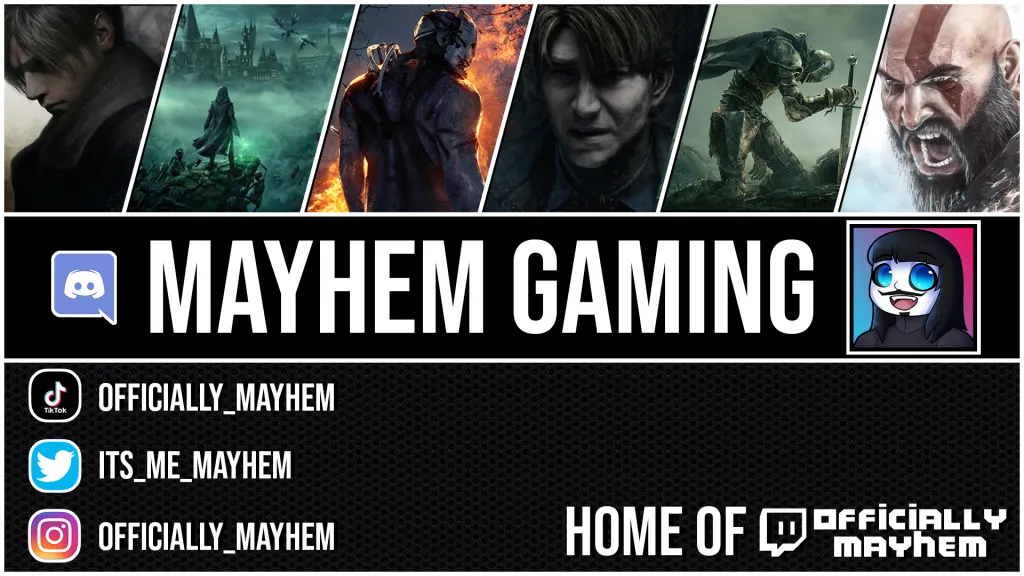 MAYHEM GAMING
TikTok
OFFICIALLY_MAYHEM
ITS_ME_MAYHEM
OFFICIALLY_MAYHEM
HOME OF OFFICIALLY
MAYHEM